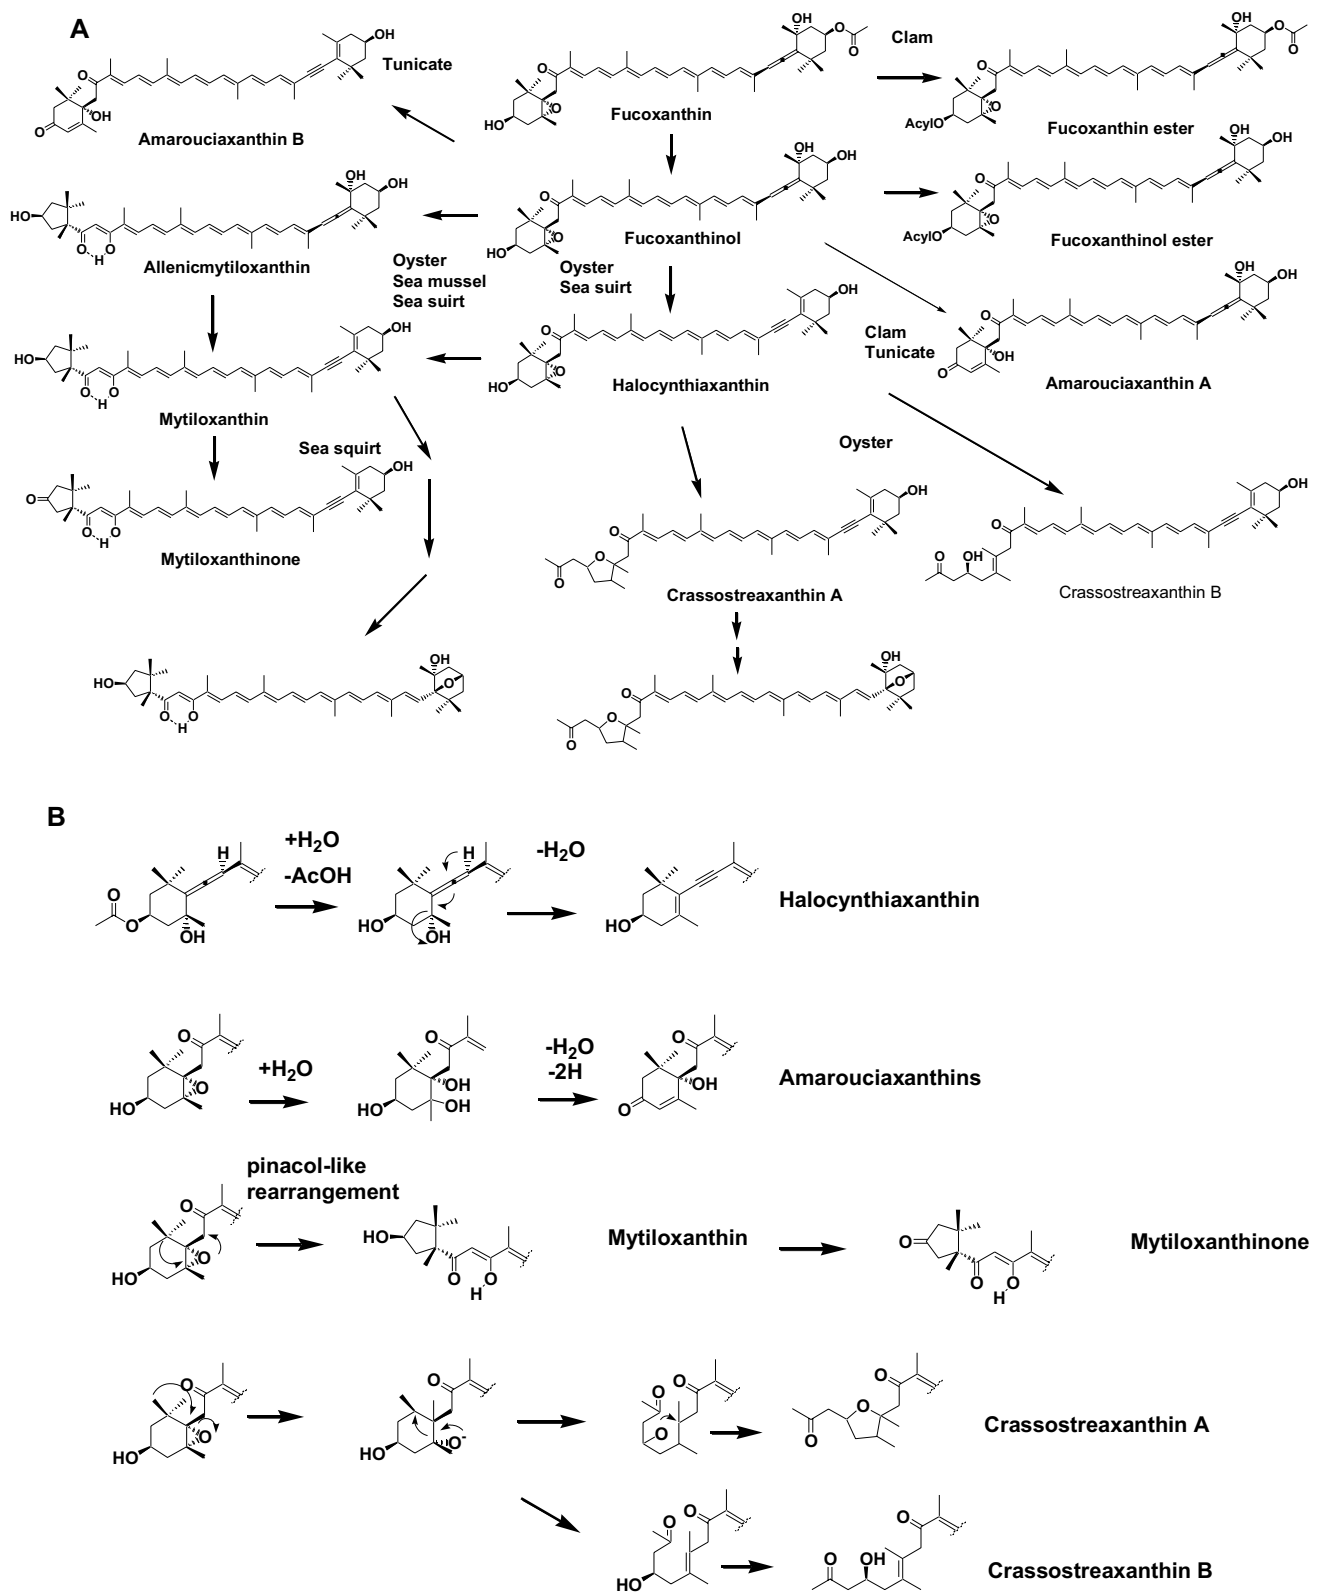 A
Tunicate
Clam
Amarouciaxanthin B
Fucoxanthin
Fucoxanthin ester
Allenicmytiloxanthin
Fucoxanthinol
Fucoxanthinol ester
Oyster
Sea mussel
Sea suirt
Oyster
Sea suirt
Clam
Tunicate
Mytiloxanthin
Halocynthiaxanthin
Amarouciaxanthin A
Sea squirt
Oyster
Mytiloxanthinone
Crassostreaxanthin A
Crassostreaxanthin B
B
+H₂O
-AcOH
-H₂O
Halocynthiaxanthin
+H₂O
-H₂O
-2H
Amarouciaxanthins
pinacol-like
rearrangement
Mytiloxanthin
Mytiloxanthinone
Crassostreaxanthin A
Crassostreaxanthin B